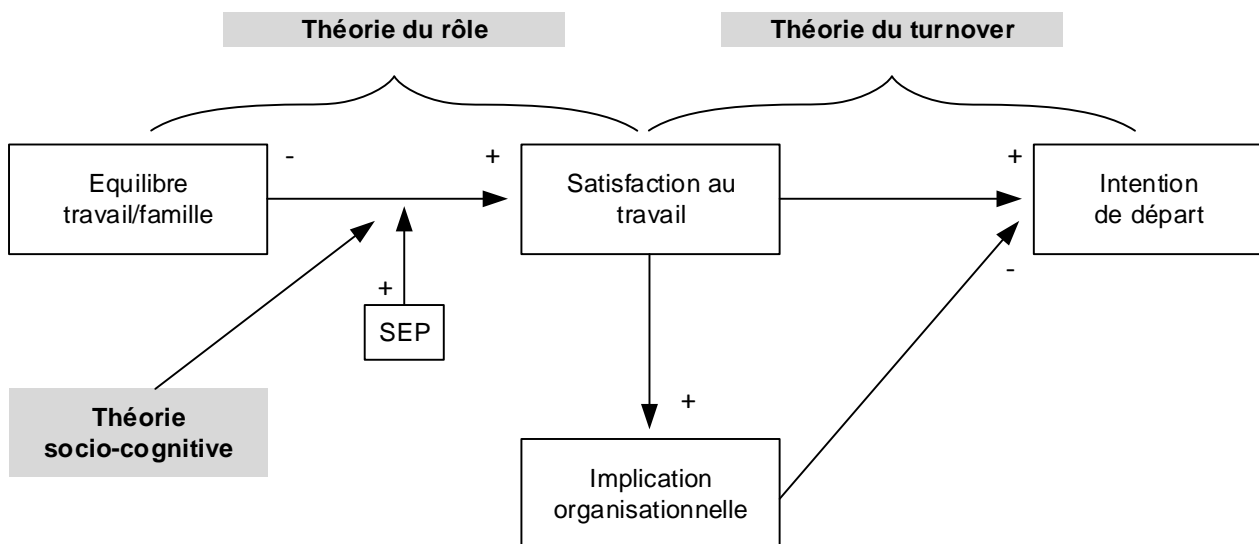 Théorie du rôle
Théorie du turnover
-
+
+
Equilibre
travail/famille
Satisfaction au
travail
Intention
de départ
-
+
SEP
Théorie
socio-cognitive
+
Implication
organisationnelle